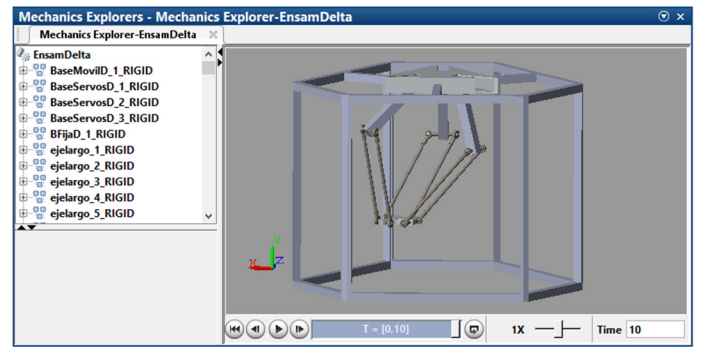 Mechanics Explorers - Mechanics Explorer-EnsamDelta
Mechanics Explorer-EnsamDelta
EnsamDelta
BaseMovilD_1_RIGID
BaseServosD_1_RIGID
BaseServosD_2_RIGID
BaseServosD_3_RIGID
BFijaD_1_RIGID
ejelargo_1_RIGID
ejelargo_2_RIGID
ejelargo_3_RIGID
ejelargo_4_RIGID
ejelargo_5_RIGID
Y
X
Z
T = [0,10]
1X
Time 10